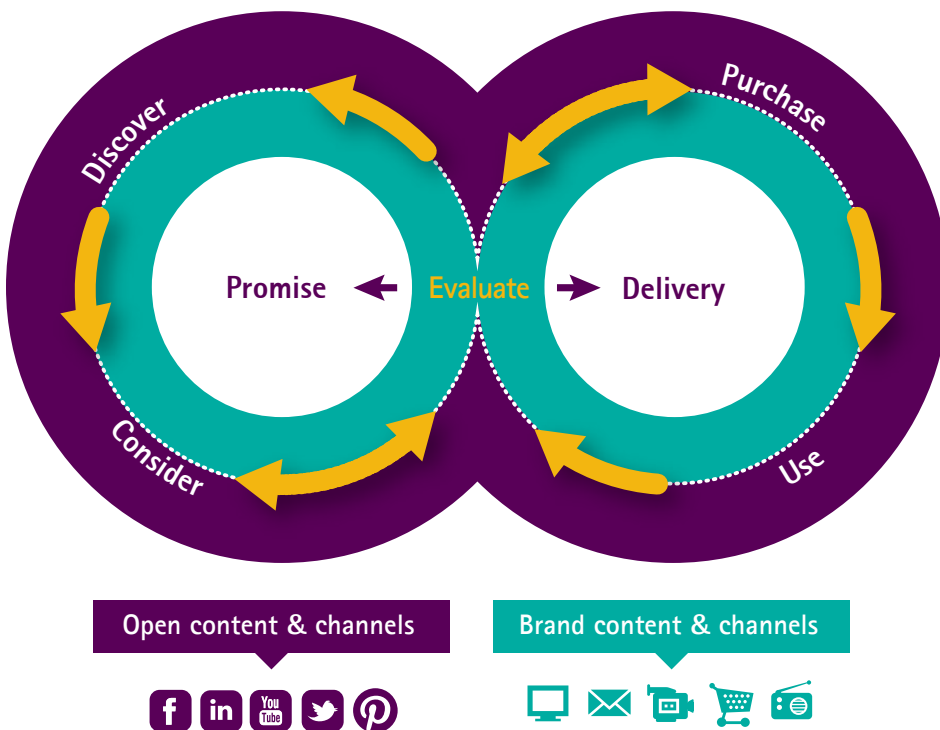 Discover
Purchase
Promise
Evaluate
Delivery
Consider
Use
Open content & channels
Brand content & channels
f
in
You
Tube